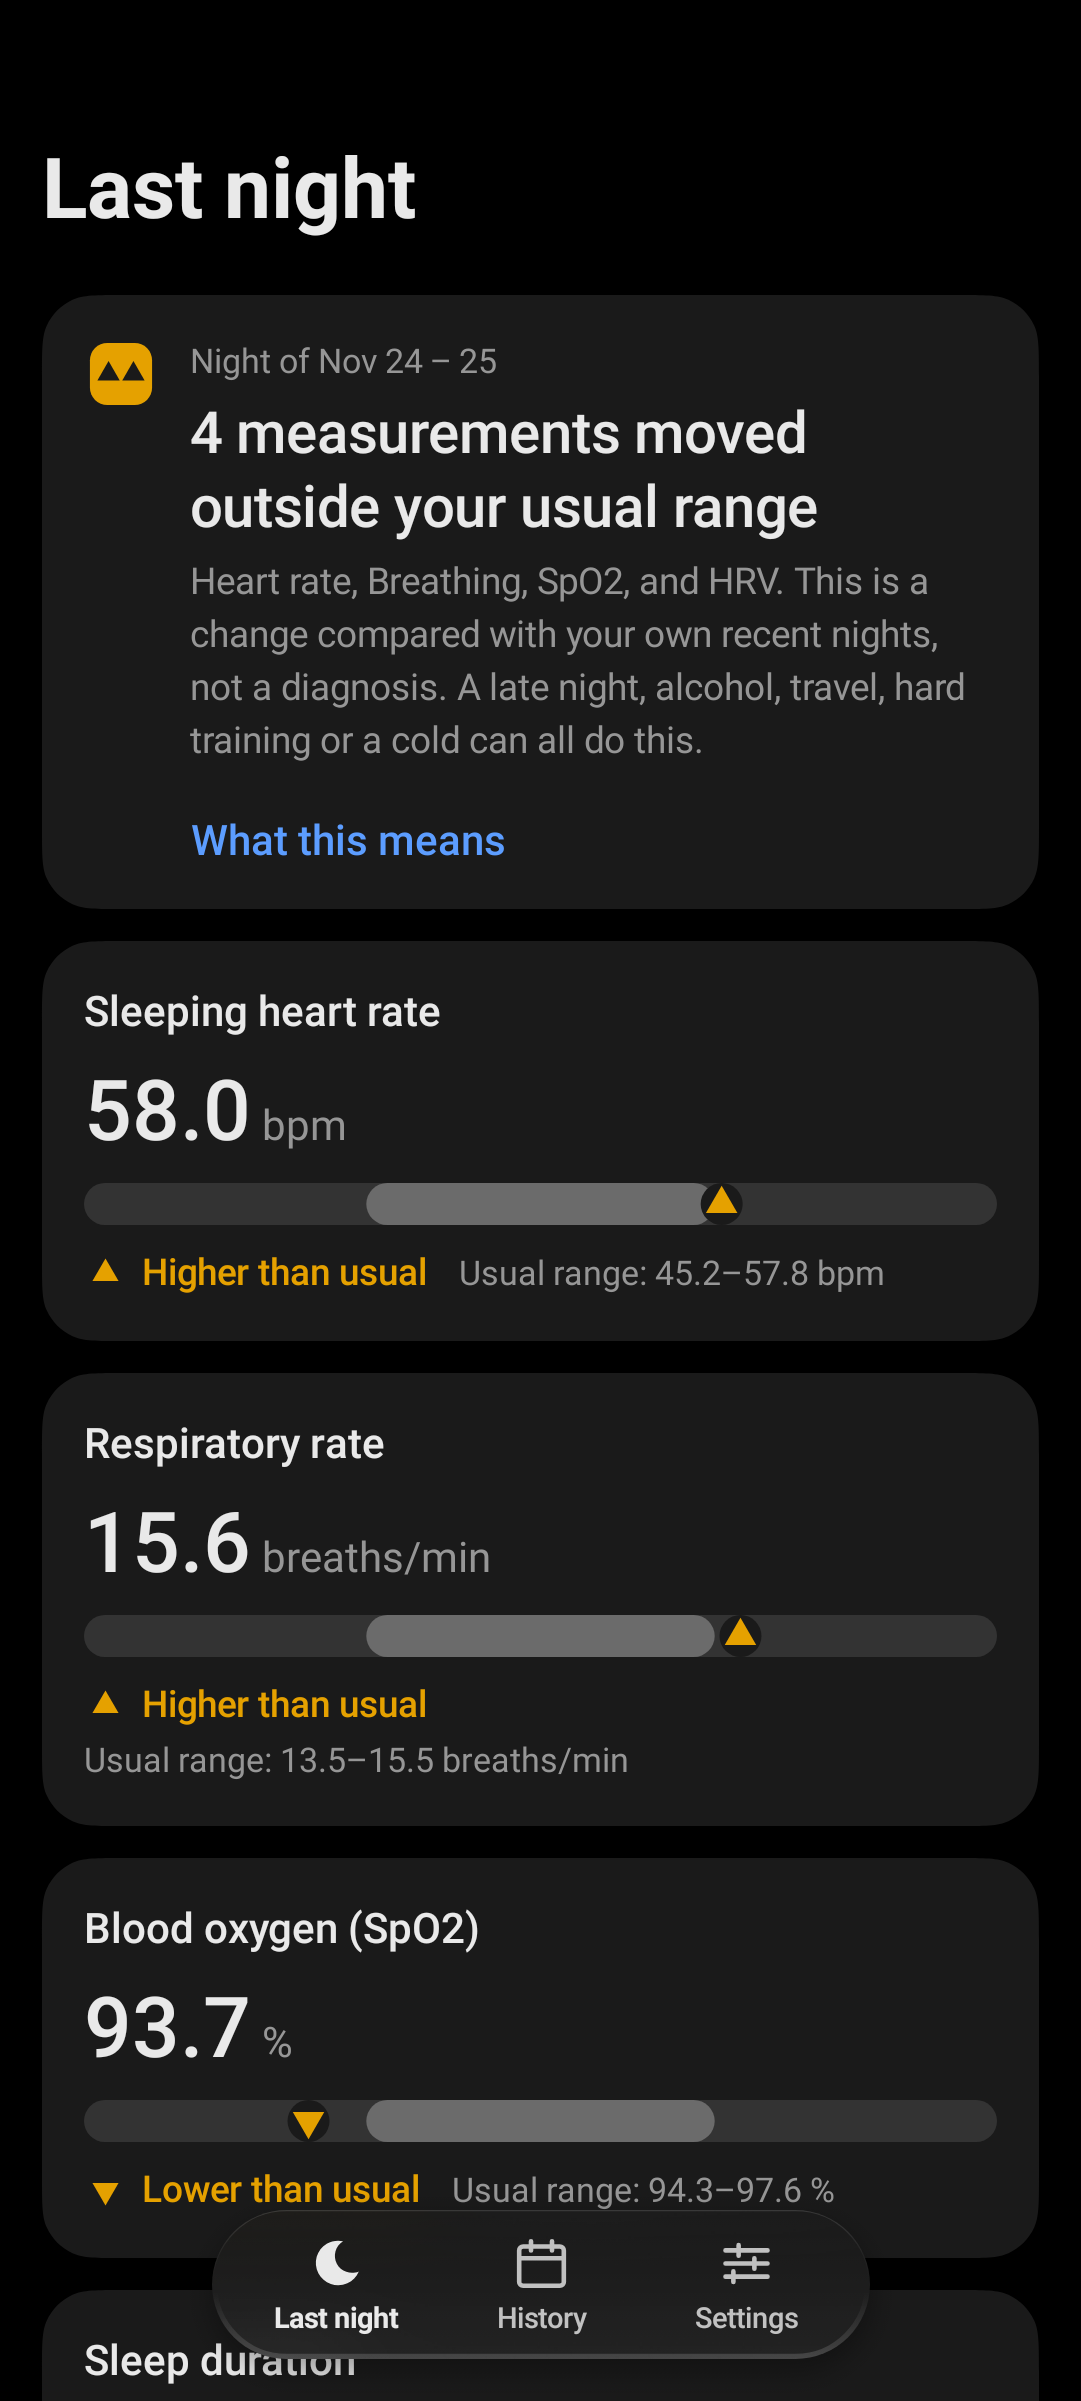 Last night
Night of Nov 24 – 25
4 measurements moved
outside your usual range
Heart rate, Breathing, SpO2, and HRV. This is a
change compared with your own recent nights,
not a diagnosis. A late night, alcohol, travel, hard
training or a cold can all do this.
What this means
Sleeping heart rate
58.0 bpm
Higher than usual Usual range: 45.2–57.8 bpm
Respiratory rate
15.6 breaths/min
Higher than usual
Usual range: 13.5–15.5 breaths/min
Blood oxygen (SpO2)
93.7 %
Lower than usual Usual range: 94.3–97.6 %
Last night History Settings
Sleep duration